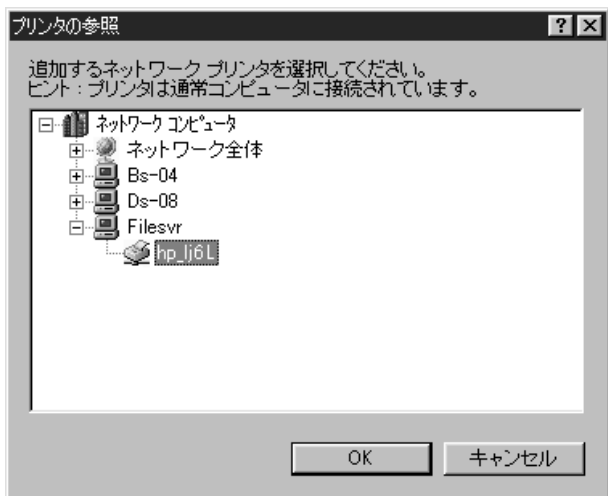 プリンタの参照
追加するネットワーク プリンタを選択してください。
ヒント：プリンタは通常コンピュータに接続されています。
ネットワーク コンピュータ
ネットワーク全体
Bs-04
Ds-08
Filesvr
hp_lj6L
OK
キャンセル